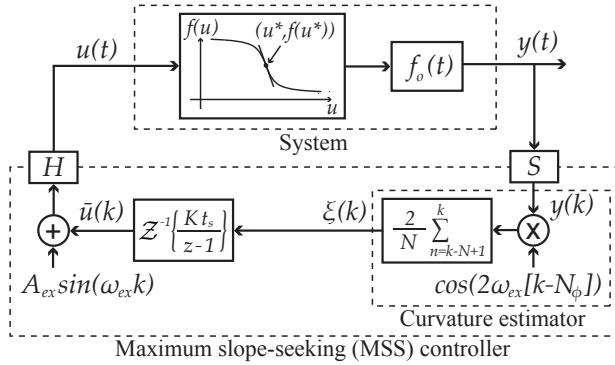 u(t)
f(u)
(u*, f(u*))
u
f_o(t)
y(t)
System
H
S
ū(k)
ξ(k)
y(k)
+
Z⁻¹{K t_s / z-1}
2/N Σ_{n=k-N+1}^{k}
X
A_ex sin(ω_ex k)
cos(2ω_ex[k-N_ϕ])
Curvature estimator
Maximum slope-seeking (MSS) controller